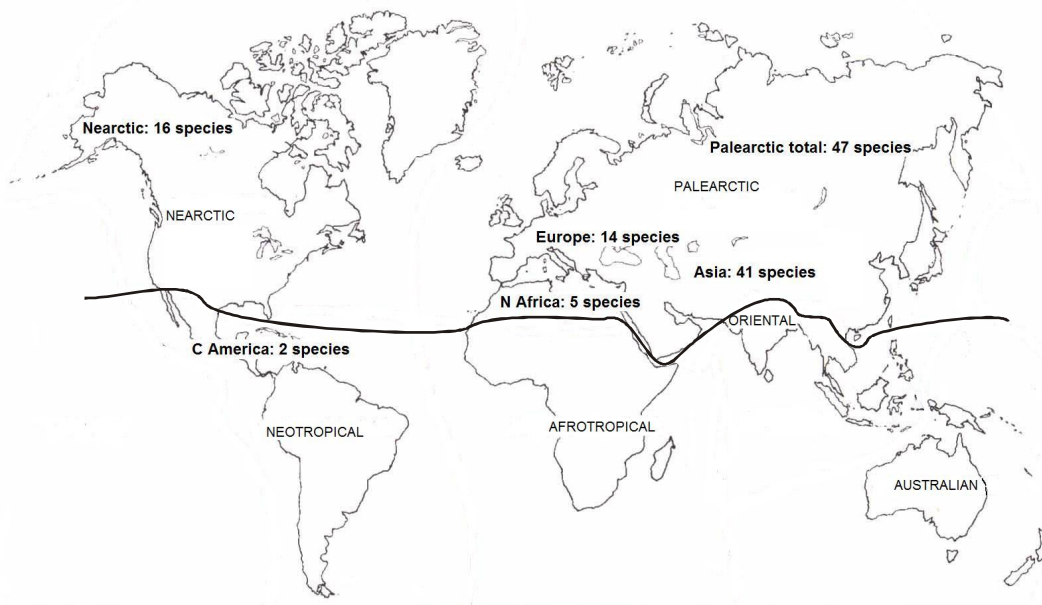 Nearctic: 16 species
Palearctic total: 47 species
PALEARCTIC
NEARCTIC
Europe: 14 species
Asia: 41 species
N Africa: 5 species
ORIENTAL
C America: 2 species
NEOTROPICAL
AFROTROPICAL
AUSTRALIAN